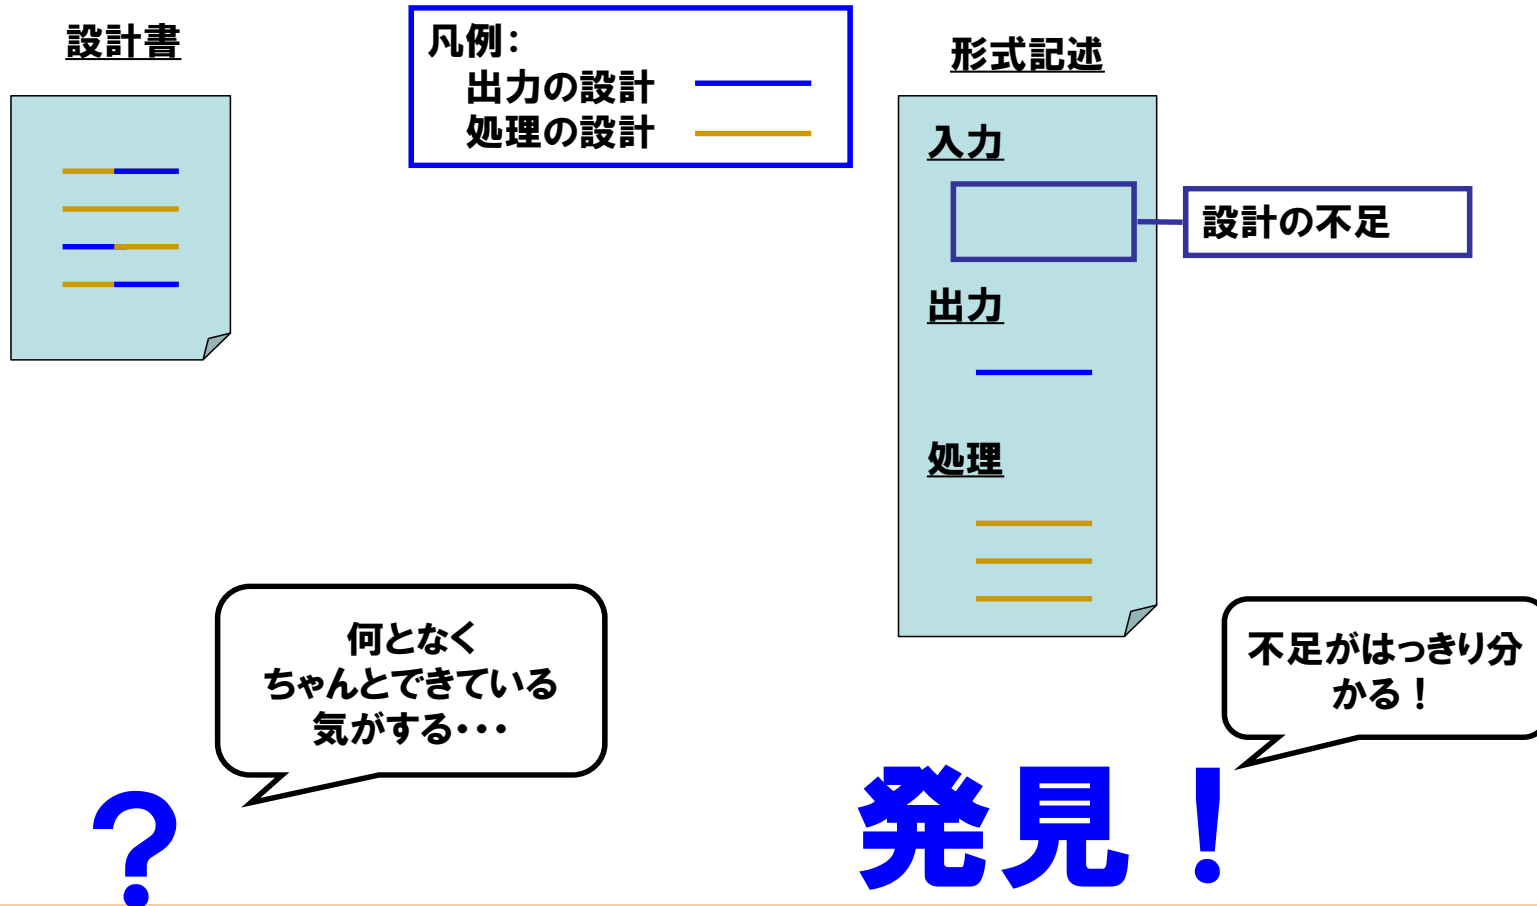 設計書
凡例：
出力の設計
処理の設計
形式記述
入力
設計の不足
出力
処理
何となく
ちゃんとできている
気がする・・・
不足がはっきり分
かる！
？
発見！